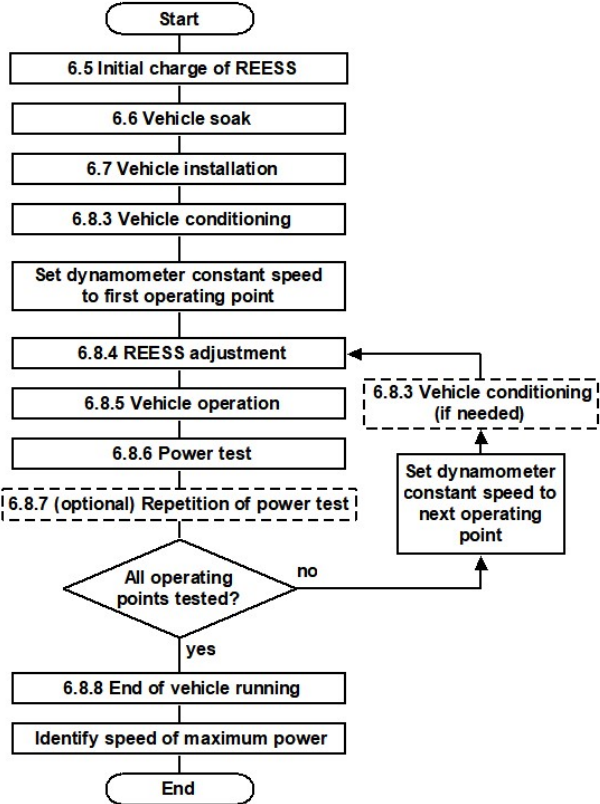 Start
6.5 Initial charge of REESS
6.6 Vehicle soak
6.7 Vehicle installation
6.8.3 Vehicle conditioning
Set dynamometer constant speed
to first operating point
6.8.4 REESS adjustment
6.8.5 Vehicle operation
6.8.6 Power test
6.8.7 (optional) Repetition of power test
All operating
points tested?
no
Set dynamometer
constant speed to
next operating
point
6.8.3 Vehicle conditioning
(if needed)
yes
6.8.8 End of vehicle running
Identify speed of maximum power
End